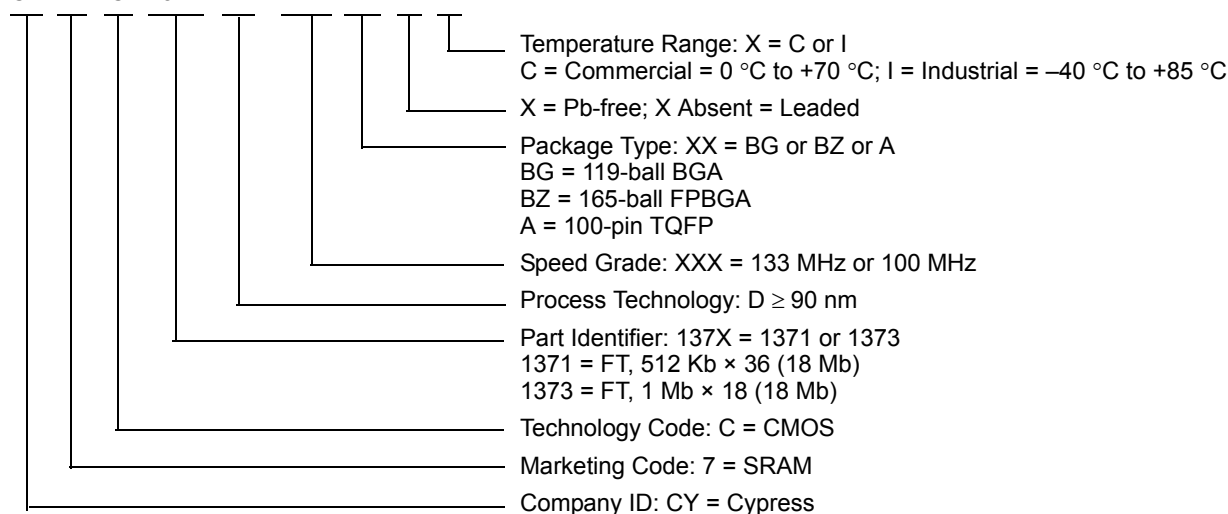 Temperature Range: X = C or I
C = Commercial = 0 °C to +70 °C; I = Industrial = –40 °C to +85 °C
X = Pb-free; X Absent = Leaded
Package Type: XX = BG or BZ or A
BG = 119-ball BGA
BZ = 165-ball FPBGA
A = 100-pin TQFP
Speed Grade: XXX = 133 MHz or 100 MHz
Process Technology: D ≥ 90 nm
Part Identifier: 137X = 1371 or 1373
1371 = FT, 512 Kb × 36 (18 Mb)
1373 = FT, 1 Mb × 18 (18 Mb)
Technology Code: C = CMOS
Marketing Code: 7 = SRAM
Company ID: CY = Cypress